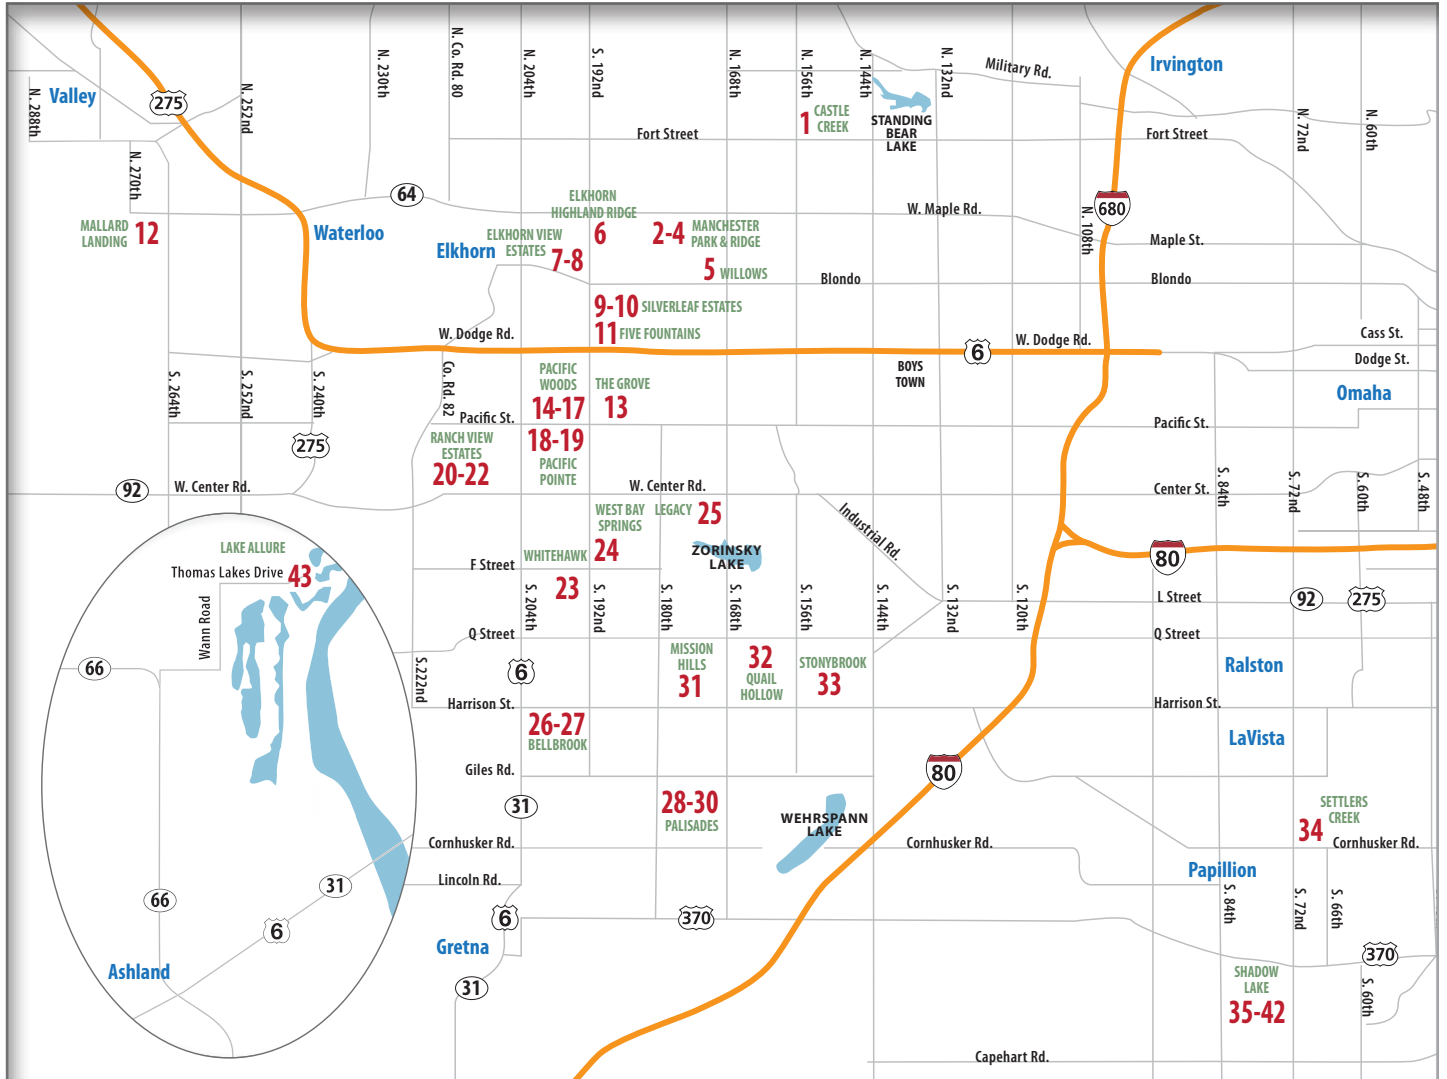 Valley
275
N. 288th
N. 252nd
N. 230th
N. Co. Rd. 80
N. 204th
S. 192nd
N. 168th
N. 156th
N. 144th
N. 132nd
Military Rd.
Irvington
N. 72nd
N. 60th
1
CASTLE
CREEK
STANDING
BEAR
LAKE
Fort Street
Fort Street
N. 270th
64
680
N. 108th
MALLARD
LANDING
12
Waterloo
Elkhorn
ELKHORN
HIGHLAND RIDGE
6
ELKHORN VIEW
ESTATES
7-8
2-4
MANCHESTER
PARK & RIDGE
5
WILLOWS
W. Maple Rd.
Maple St.
Blondo
Blondo
9-10
SILVERLEAF ESTATES
11
FIVE FOUNTAINS
W. Dodge Rd.
6
W. Dodge Rd.
Cass St.
Dodge St.
BOYS
TOWN
Omaha
S. 264th
S. 252nd
S. 240th
Co. Rd. 82
275
PACIFIC
WOODS
14-17
THE GROVE
13
Pacific St.
Pacific St.
RANCH VIEW
ESTATES
20-22
18-19
PACIFIC
POINTE
92
W. Center Rd.
W. Center Rd.
Center St.
S. 84th
S. 72nd
S. 60th
S. 48th
WEST BAY
SPRINGS
24
LEGACY
25
Industrial Rd.
ZORINSKY
LAKE
WHITEHAWK
23
F Street
80
LAKE ALLURE
Thomas Lakes Drive
43
Wann Road
66
66
31
6
Ashland
S. 204th
S. 192nd
S. 180th
S. 168th
S. 156th
S. 144th
S. 132nd
S. 120th
L Street
92
275
Q Street
Q Street
S.222nd
6
MISSION
HILLS
31
32
QUAIL
HOLLOW
STONYBROOK
33
Ralston
Harrison St.
Harrison St.
26-27
BELLBROOK
LaVista
Giles Rd.
80
31
28-30
PALISADES
WEHRSPANN
LAKE
SETTLERS
CREEK
34
Cornhusker Rd.
Cornhusker Rd.
Cornhusker Rd.
Papillion
Lincoln Rd.
6
370
S. 84th
S. 72nd
S. 66th
Gretna
31
370
SHADOW
LAKE
35-42
S. 60th
Capehart Rd.